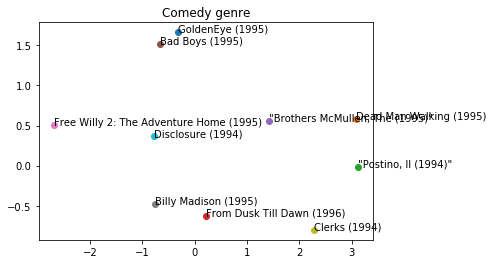 Comedy genre
GoldenEye (1995)
Bad Boys (1995)
Free Willy 2: The Adventure Home (1995)
"Brothers McMullen, The (1995)"
Dead Man Walking (1995)
Disclosure (1994)
"Postino, Il (1994)"
Billy Madison (1995)
From Dusk Till Dawn (1996)
Clerks (1994)
1.5
1.0
0.5
0.0
−0.5
−2 −1 0 1 2 3